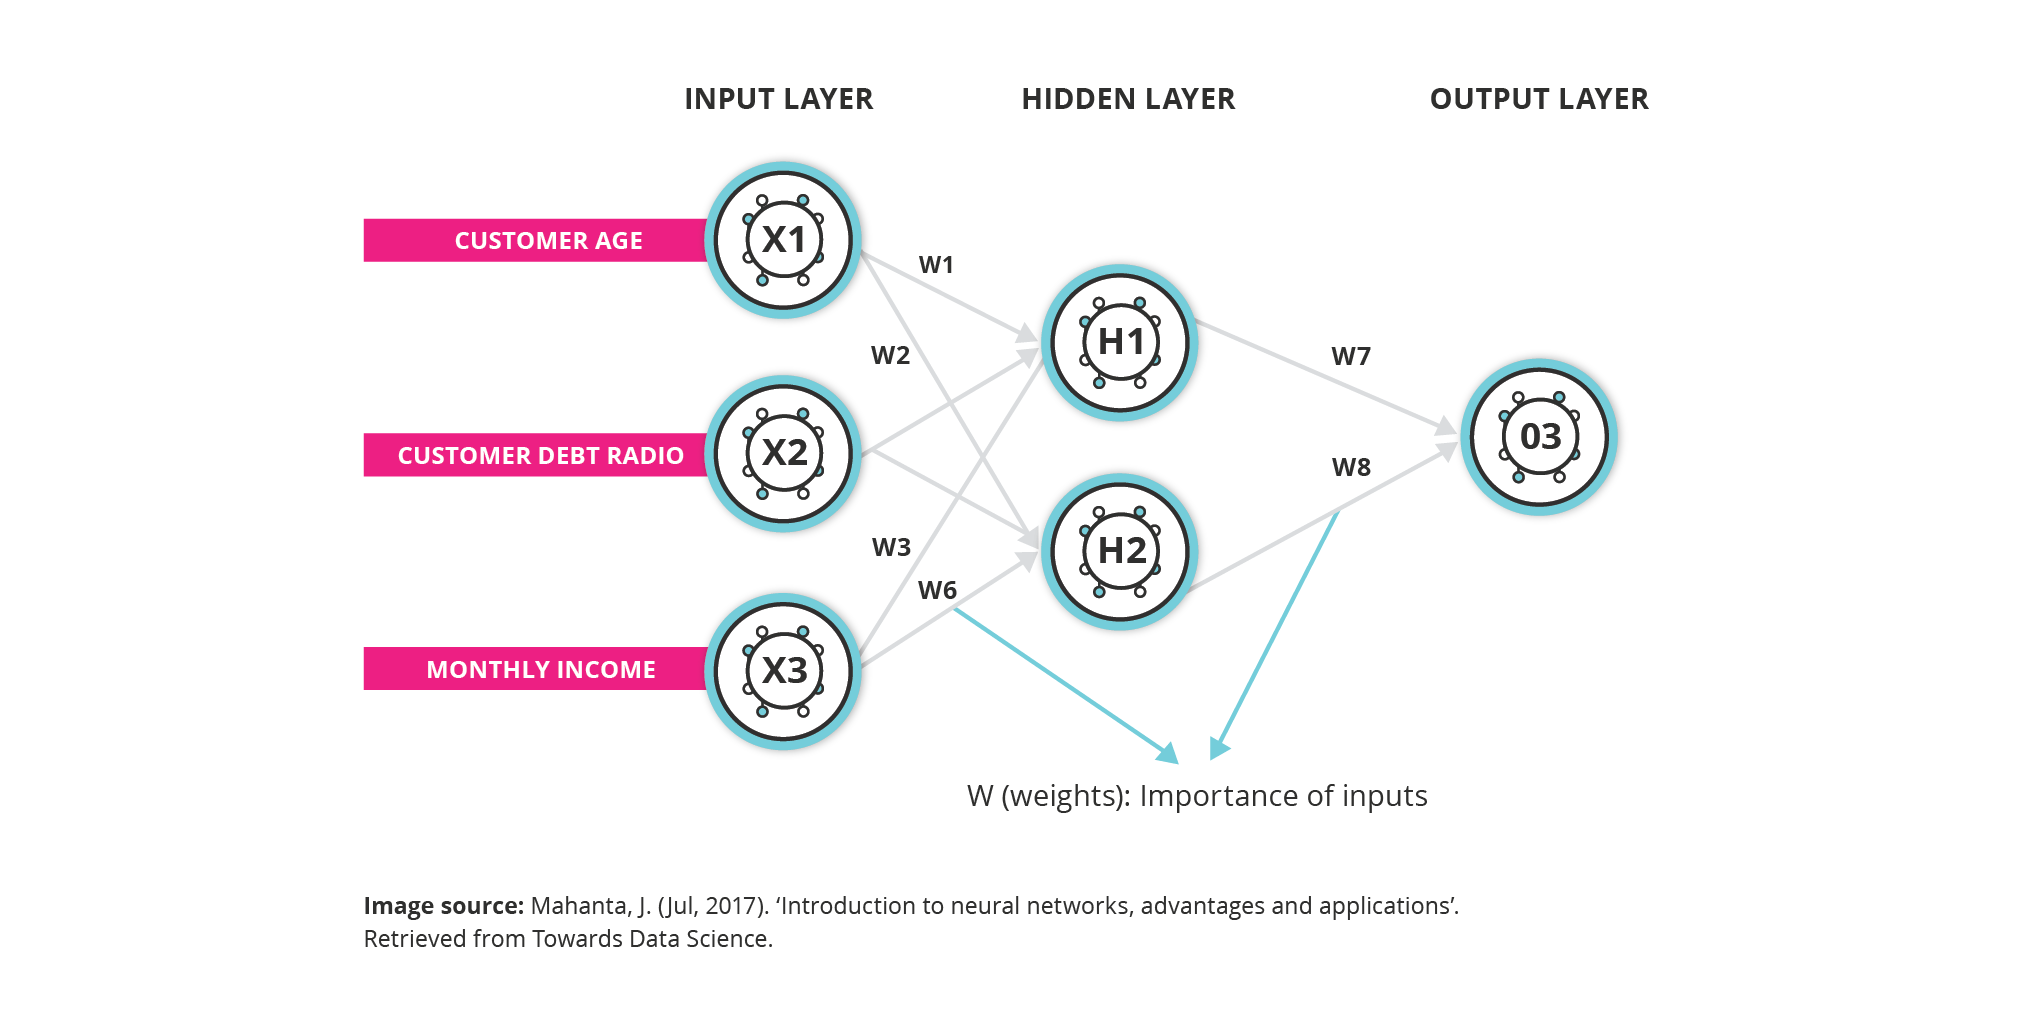 INPUT LAYER
HIDDEN LAYER
OUTPUT LAYER
CUSTOMER AGE
X1
W1
W2
H1
W7
CUSTOMER DEBT RADIO
X2
03
W8
W3
H2
W6
MONTHLY INCOME
X3
W (weights): Importance of inputs
Image source: Mahanta, J. (Jul, 2017). ‘Introduction to neural networks, advantages and applications’.
Retrieved from Towards Data Science.